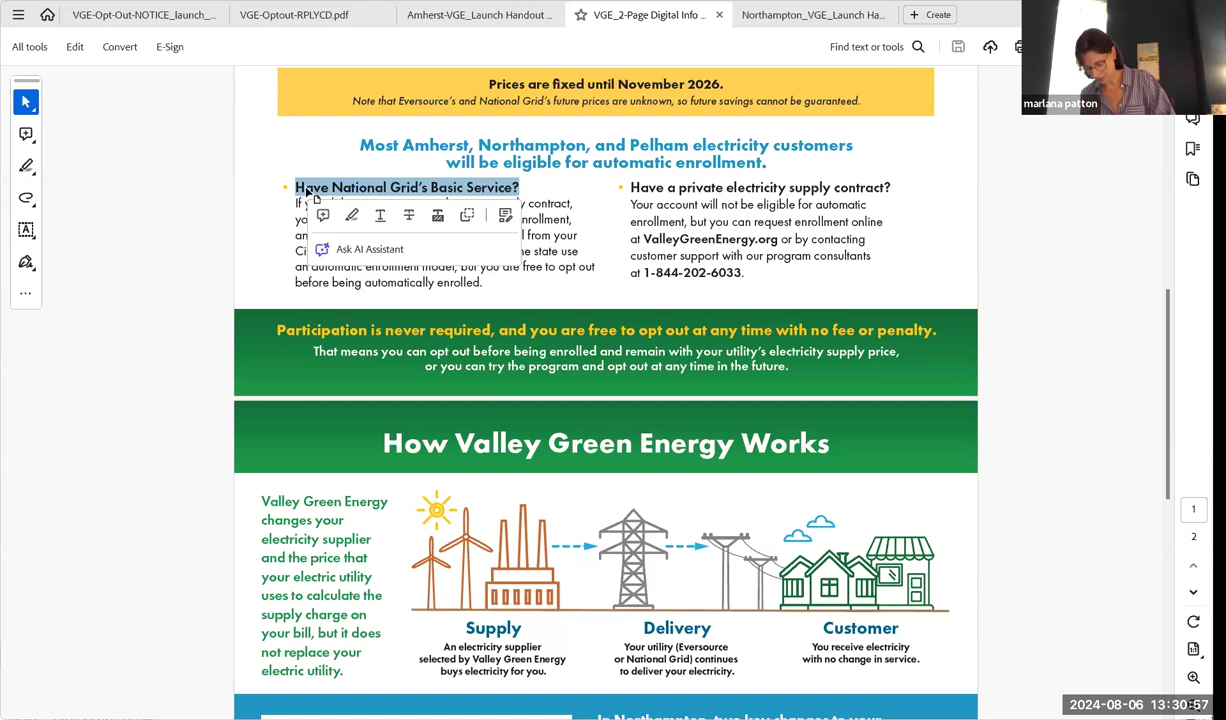 VGE-Opt-Out-NOTICE_launch_...
VGE-Optout-RPLYCD.pdf
Amherst-VGE_Launch Handout ...
VGE_2-Page Digital Info ...
Northampton_VGE_Launch Ha...
Create
All tools
Edit
Convert
E-Sign
Find text or tools
marlana patton
Prices are fixed until November 2026.
Note that Eversource's and National Grid's future prices are unknown, so future savings cannot be guaranteed.
Most Amherst, Northampton, and Pelham electricity customers
will be eligible for automatic enrollment.
Have National Grid's Basic Service?
contract,
nrollment,
from your
Ask AI Assistant
e state use
an automatic enrollment model, but you are free to opt out
before being automatically enrolled.
Have a private electricity supply contract?
Your account will not be eligible for automatic
enrollment, but you can request enrollment online
at ValleyGreenEnergy.org or by contacting
customer support with our program consultants
at 1-844-202-6033.
Participation is never required, and you are free to opt out at any time with no fee or penalty.
That means you can opt out before being enrolled and remain with your utility's electricity supply price,
or you can try the program and opt out at any time in the future.
How Valley Green Energy Works
Valley Green Energy
changes your
electricity supplier
and the price that
your electric utility
uses to calculate the
supply charge on
your bill, but it does
not replace your
electric utility.
Supply
An electricity supplier
selected by Valley Green Energy
buys electricity for you.
Delivery
Your utility (Eversource
or National Grid) continues
to deliver your electricity.
Customer
You receive electricity
with no change in service.
1
2
2024-08-06 13:30:57